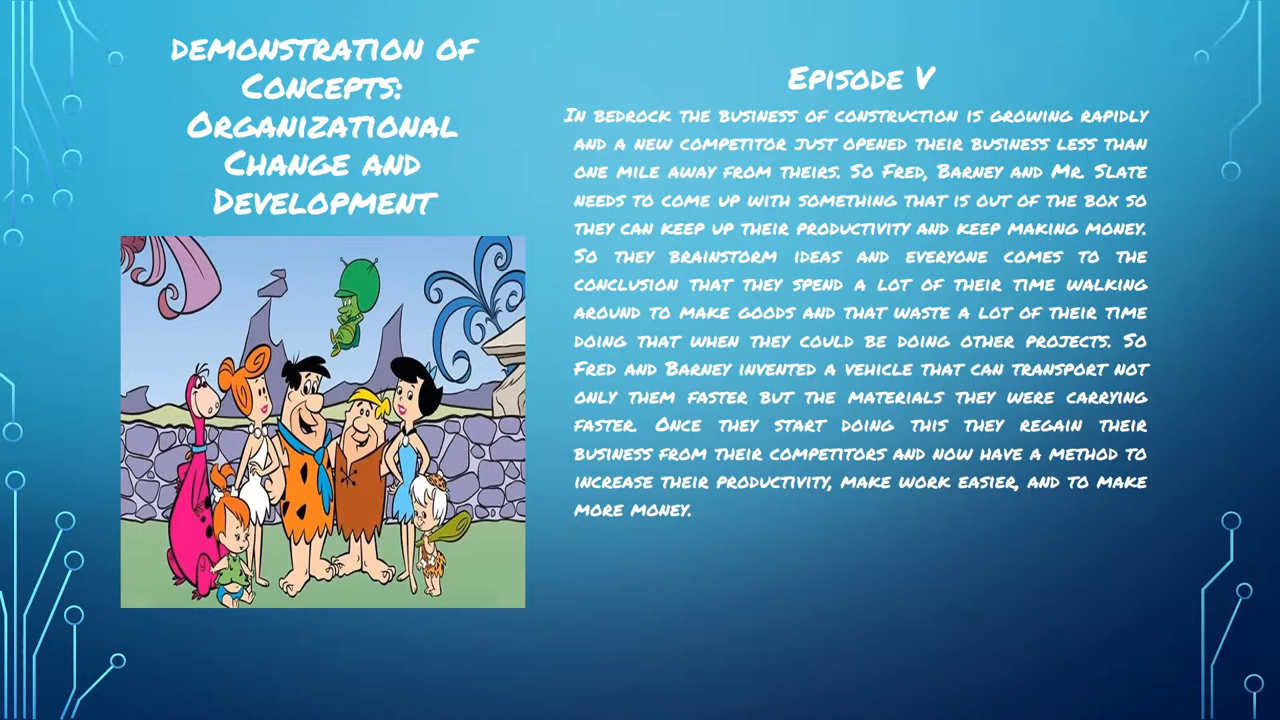 demonstration of
Concepts:
Organizational
Change and
Development
Episode V
In bedrock the business of construction is growing rapidly
and a new competitor just opened their business less than
one mile away from theirs. So Fred, Barney and Mr. Slate
needs to come up with something that is out of the box so
they can keep up their productivity and keep making money.
So they brainstorm ideas and everyone comes to the
conclusion that they spend a lot of their time walking
around to make goods and that waste a lot of their time
doing that when they could be doing other projects. So
Fred and Barney invented a vehicle that can transport not
only them faster but the materials they were carrying
faster. Once they start doing this they regain their
business from their competitors and now have a method to
increase their productivity, make work easier, and to make
more money.